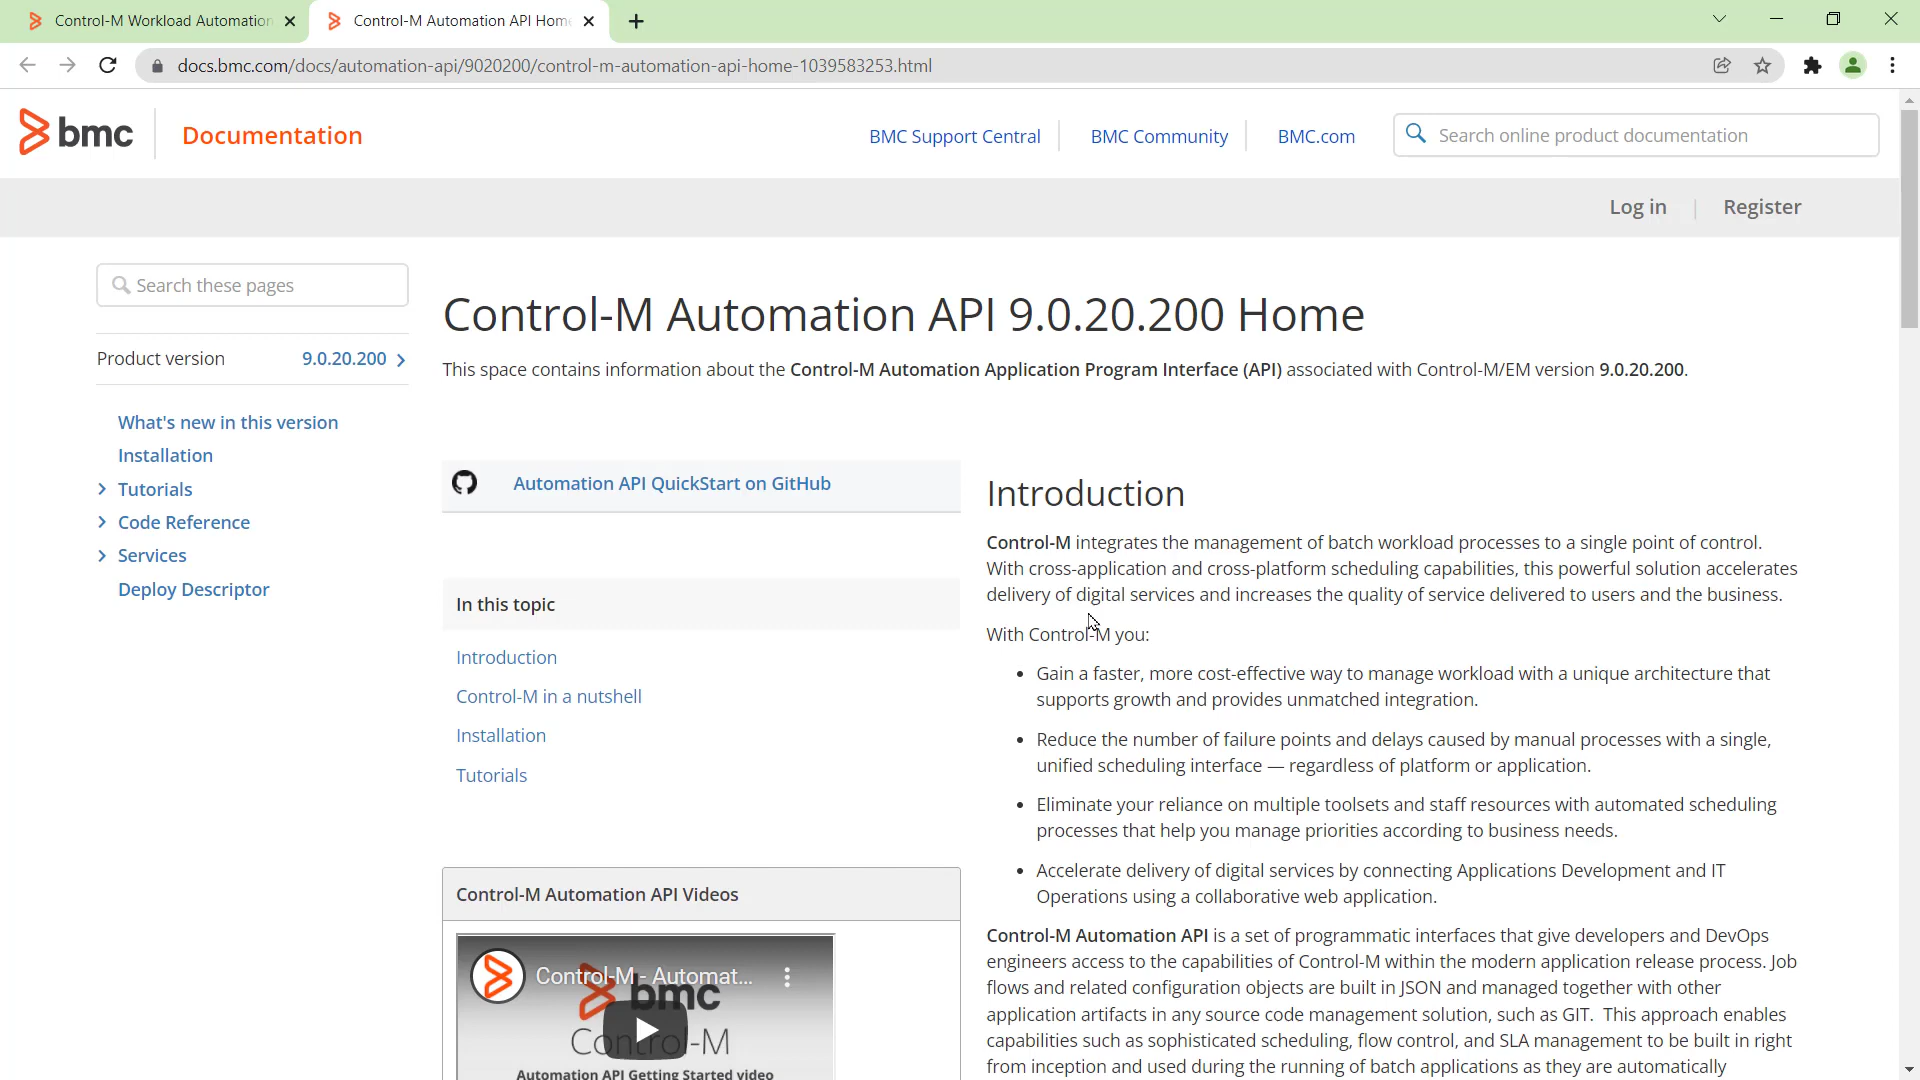 Control-M Workload Automation
Control-M Automation API Home
docs.bmc.com/docs/automation-api/9020200/control-m-automation-api-home-1039583253.html
bmc
Documentation
BMC Support Central
BMC Community
BMC.com
Search online product documentation
Log in
Register
Search these pages
Product version 9.0.20.200
What's new in this version
Installation
Tutorials
Code Reference
Services
Deploy Descriptor
Control-M Automation API 9.0.20.200 Home
This space contains information about the Control-M Automation Application Program Interface (API) associated with Control-M/EM version 9.0.20.200.
Automation API QuickStart on GitHub
In this topic
Introduction
Control-M in a nutshell
Installation
Tutorials
Control-M Automation API Videos
Control-M - Automat...
bmc
Control-M
Automation API Getting Started video
Introduction
Control-M integrates the management of batch workload processes to a single point of control.
With cross-application and cross-platform scheduling capabilities, this powerful solution accelerates
delivery of digital services and increases the quality of service delivered to users and the business.
With Control-M you:
• Gain a faster, more cost-effective way to manage workload with a unique architecture that
supports growth and provides unmatched integration.
• Reduce the number of failure points and delays caused by manual processes with a single,
unified scheduling interface — regardless of platform or application.
• Eliminate your reliance on multiple toolsets and staff resources with automated scheduling
processes that help you manage priorities according to business needs.
• Accelerate delivery of digital services by connecting Applications Development and IT
Operations using a collaborative web application.
Control-M Automation API is a set of programmatic interfaces that give developers and DevOps
engineers access to the capabilities of Control-M within the modern application release process. Job
flows and related configuration objects are built in JSON and managed together with other
application artifacts in any source code management solution, such as GIT. This approach enables
capabilities such as sophisticated scheduling, flow control, and SLA management to be built in right
from inception and used during the running of batch applications as they are automatically